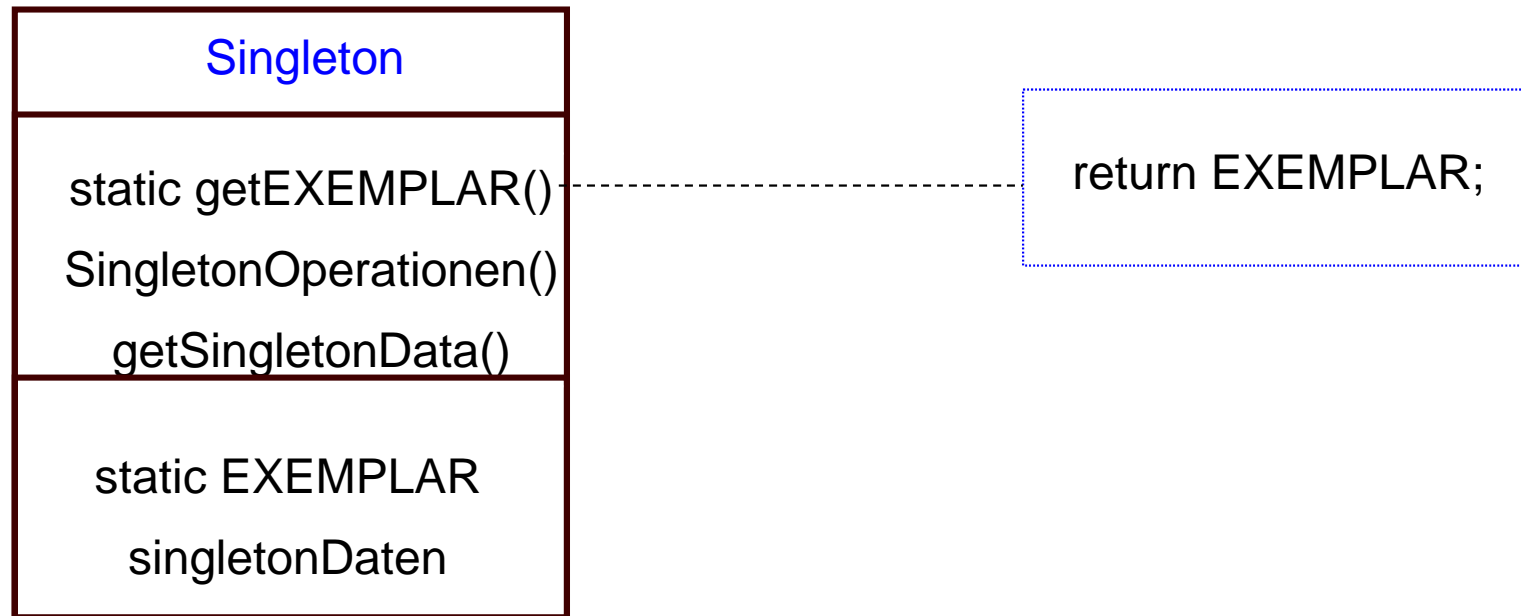 Singleton
static getEXEMPLAR()
return EXEMPLAR;
SingletonOperationen()
getSingletonData()
static EXEMPLAR
singletonDaten